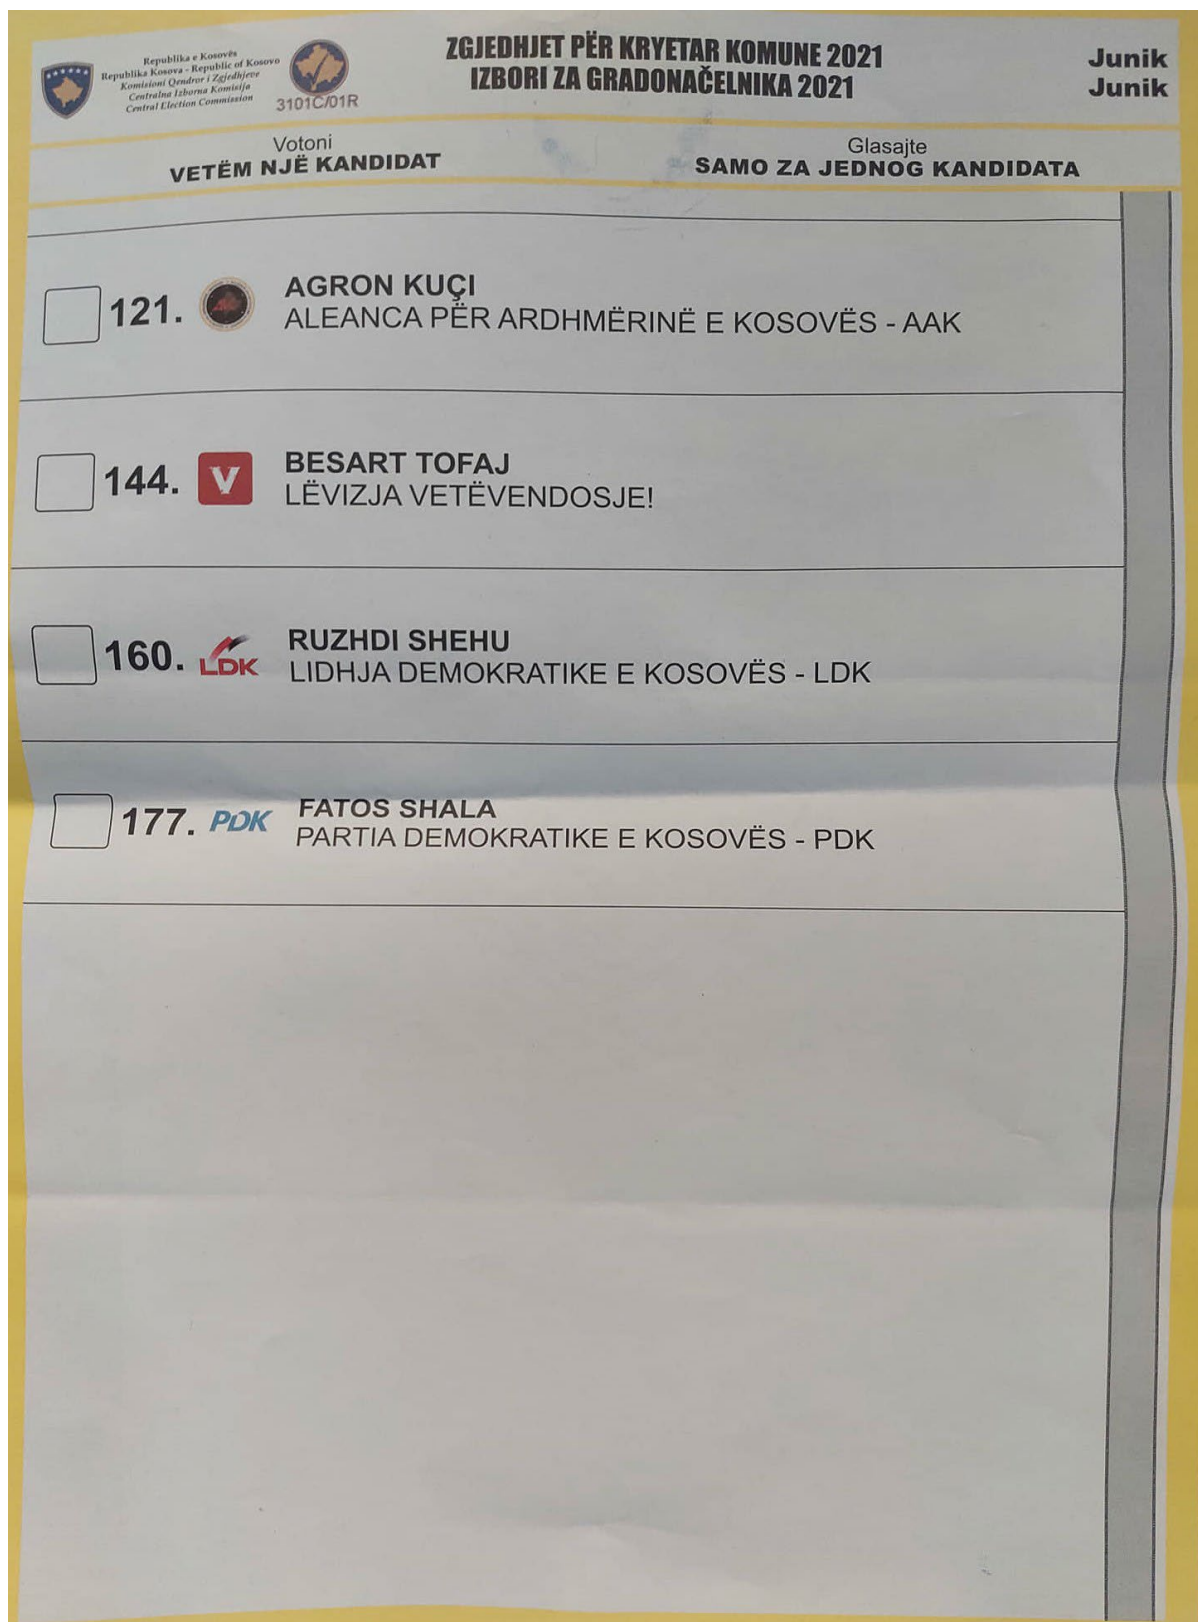 Republika e Kosovës
Republika Kosova - Republic of Kosovo
Komisioni Qendror i Zgjedhjeve
Centralna Izborna Komisija
Central Election Commission
3101C/01R
ZGJEDHJET PËR KRYETAR KOMUNE 2021
IZBORI ZA GRADONAČELNIKA 2021
Junik
Junik
Votoni
VETËM NJË KANDIDAT
Glasajte
SAMO ZA JEDNOG KANDIDATA
121. AGRON KUÇI
ALEANCA PËR ARDHMËRINË E KOSOVËS - AAK
144. V BESART TOFAJ
LËVIZJA VETËVENDOSJE!
160. LDK RUZHDI SHEHU
LIDHJA DEMOKRATIKE E KOSOVËS - LDK
177. PDK FATOS SHALA
PARTIA DEMOKRATIKE E KOSOVËS - PDK